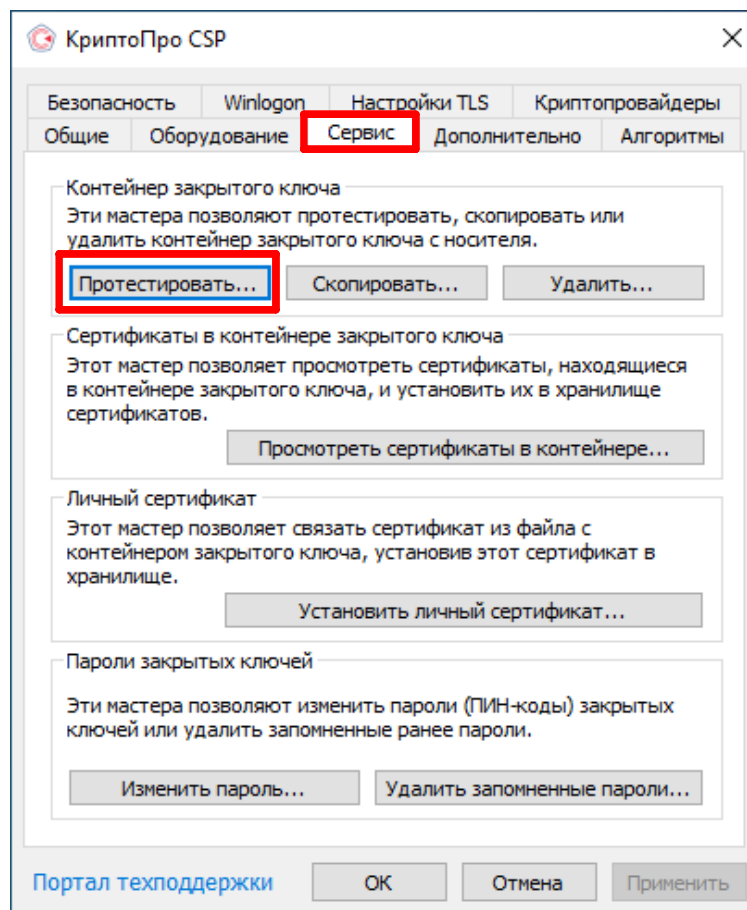 КриптоПро CSP
Безопасность Winlogon Настройки TLS Криптопровайдеры
Общие Оборудование Сервис Дополнительно Алгоритмы
Контейнер закрытого ключа
Эти мастера позволяют протестировать, скопировать или
удалить контейнер закрытого ключа с носителя.
Протестировать... Скопировать... Удалить...
Сертификаты в контейнере закрытого ключа
Этот мастер позволяет просмотреть сертификаты, находящиеся
в контейнере закрытого ключа, и установить их в хранилище
сертификатов.
Просмотреть сертификаты в контейнере...
Личный сертификат
Этот мастер позволяет связать сертификат из файла с
контейнером закрытого ключа, установив этот сертификат в
хранилище.
Установить личный сертификат...
Пароли закрытых ключей
Эти мастера позволяют изменить пароли (ПИН-коды) закрытых
ключей или удалить запомненные ранее пароли.
Изменить пароль... Удалить запомненные пароли...
Портал техподдержки ОК Отмена Применить